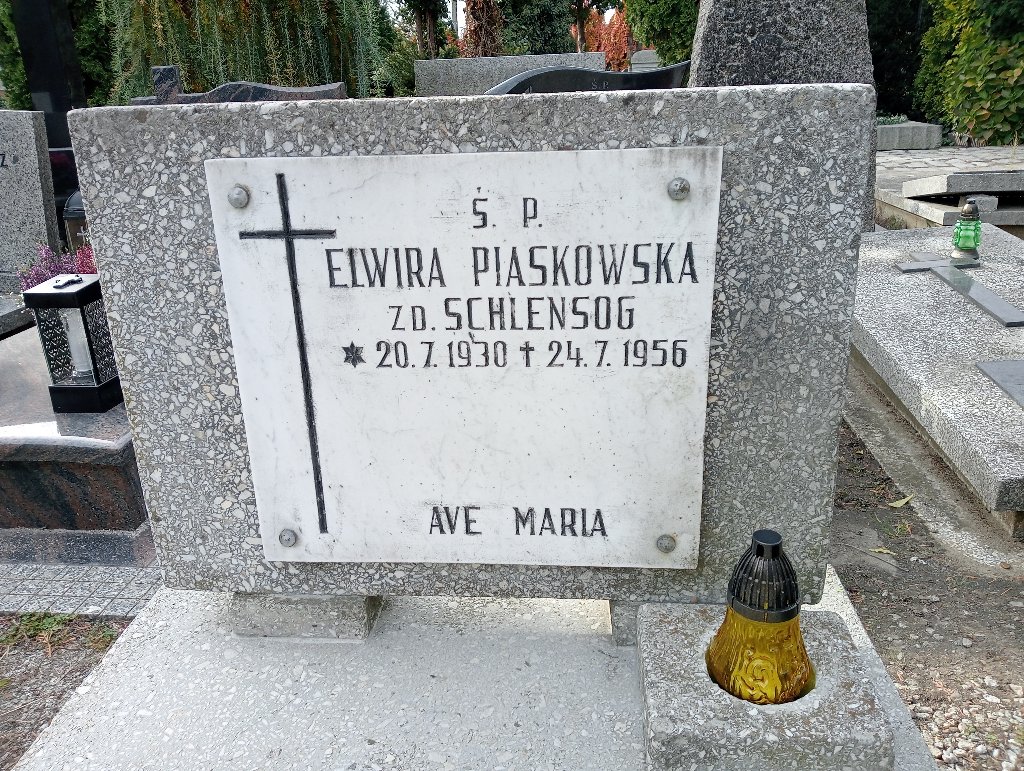 Ś. P.
ELWIRA PIASKOWSKA
ZD. SCHLENSOG
* 20.7.1930 † 24.7.1956
AVE MARIA